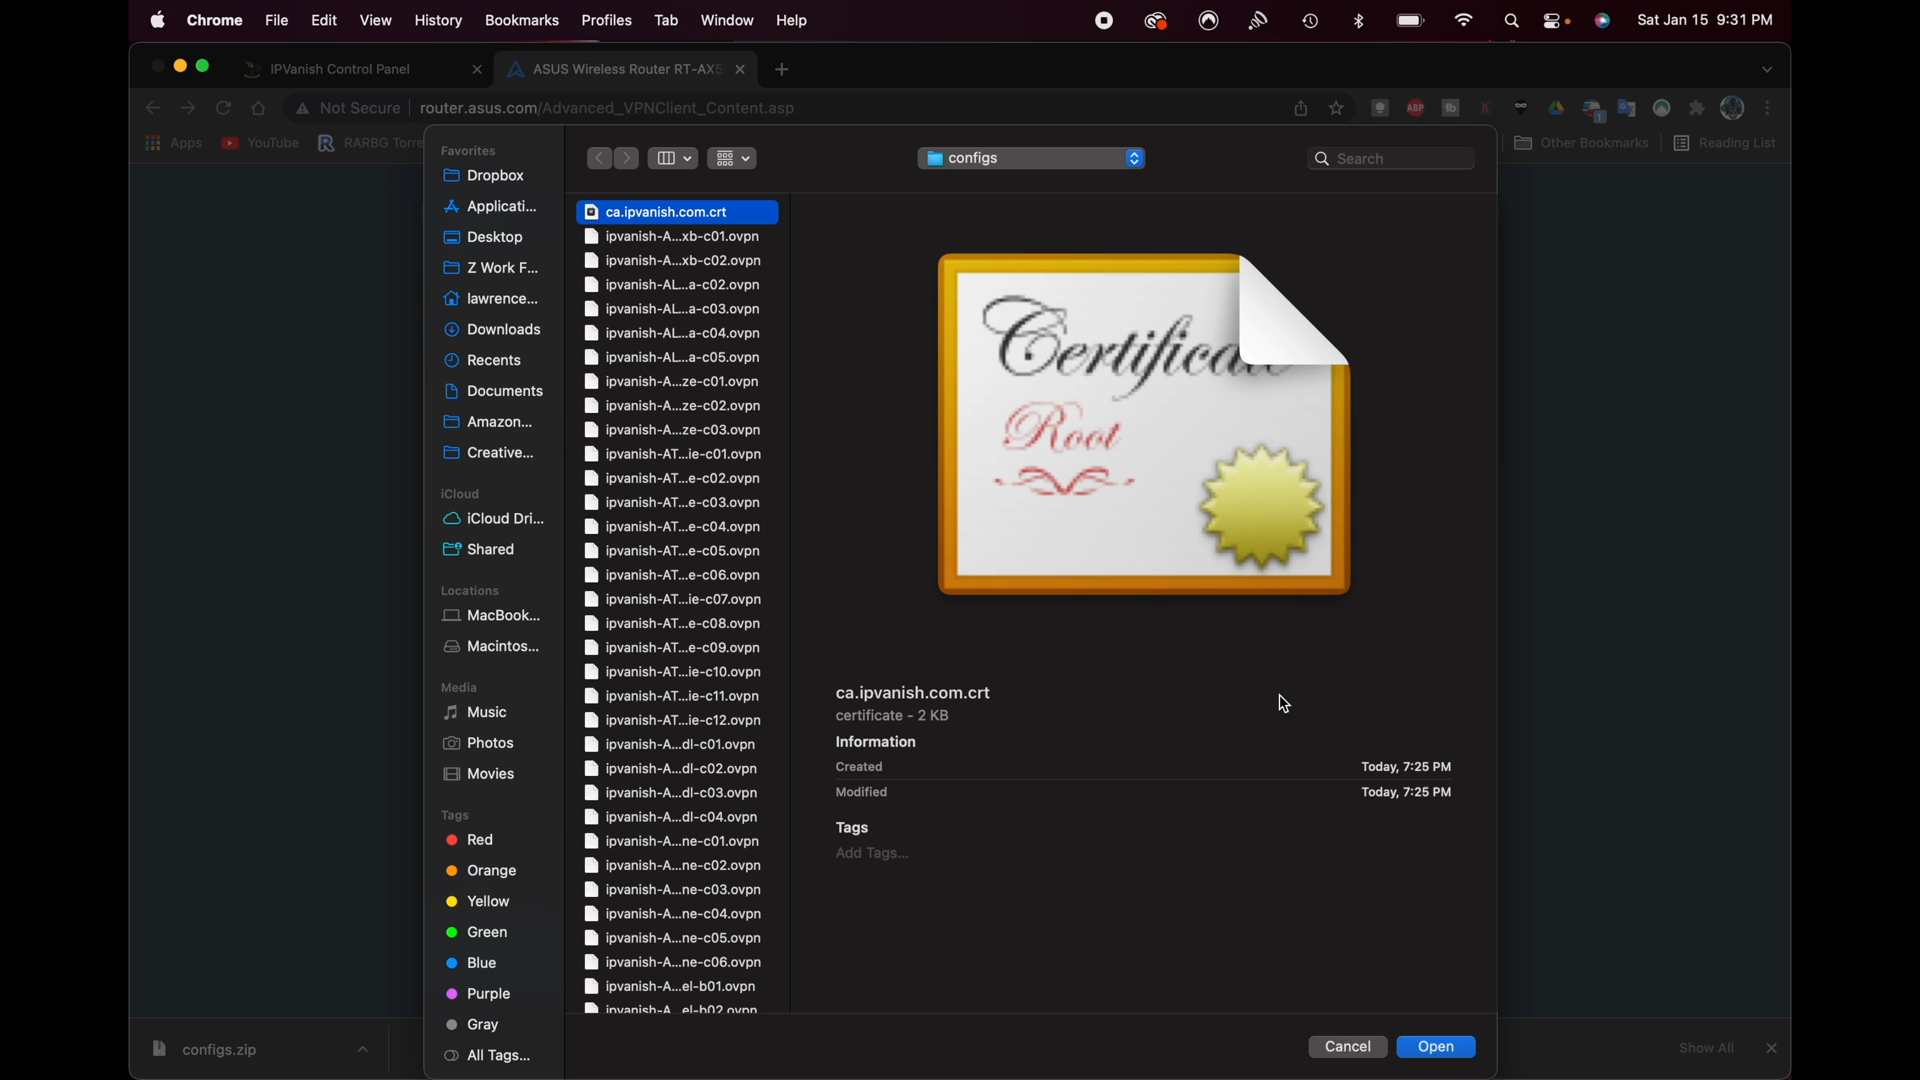 Chrome File Edit View History Bookmarks Profiles Tab Window Help Sat Jan 15 9:31 PM
IPVanish Control Panel ASUS Wireless Router RT-AX5
Not Secure router.asus.com/Advanced_VPNClient_Content.asp ABP tb K 1
Apps YouTube R RARBG Torre Other Bookmarks Reading List
Favorites
Dropbox
Applicati...
Desktop
Z Work F...
lawrence...
Downloads
Recents
Documents
Amazon...
Creative...
iCloud
iCloud Dri...
Shared
Locations
MacBook...
Macintos...
Media
Music
Photos
Movies
Tags
Red
Orange
Yellow
Green
Blue
Purple
Gray
All Tags...
configs
Search
ca.ipvanish.com.crt
ipvanish-A...xb-c01.ovpn
ipvanish-A...xb-c02.ovpn
ipvanish-AL...a-c02.ovpn
ipvanish-AL...a-c03.ovpn
ipvanish-AL...a-c04.ovpn
ipvanish-AL...a-c05.ovpn
ipvanish-A...ze-c01.ovpn
ipvanish-A...ze-c02.ovpn
ipvanish-A...ze-c03.ovpn
ipvanish-AT...ie-c01.ovpn
ipvanish-AT...e-c02.ovpn
ipvanish-AT...e-c03.ovpn
ipvanish-AT...e-c04.ovpn
ipvanish-AT...e-c05.ovpn
ipvanish-AT...e-c06.ovpn
ipvanish-AT...ie-c07.ovpn
ipvanish-AT...e-c08.ovpn
ipvanish-AT...e-c09.ovpn
ipvanish-AT...ie-c10.ovpn
ipvanish-AT...ie-c11.ovpn
ipvanish-AT...ie-c12.ovpn
ipvanish-A...dl-c01.ovpn
ipvanish-A...dl-c02.ovpn
ipvanish-A...dl-c03.ovpn
ipvanish-A...dl-c04.ovpn
ipvanish-A...ne-c01.ovpn
ipvanish-A...ne-c02.ovpn
ipvanish-A...ne-c03.ovpn
ipvanish-A...ne-c04.ovpn
ipvanish-A...ne-c05.ovpn
ipvanish-A...ne-c06.ovpn
ipvanish-A...el-b01.ovpn
ipvanish-A...el-b02.ovpn
Certificate
Root
ca.ipvanish.com.crt
certificate - 2 KB
Information
Created Today, 7:25 PM
Modified Today, 7:25 PM
Tags
Add Tags...
Cancel Open
configs.zip Show All